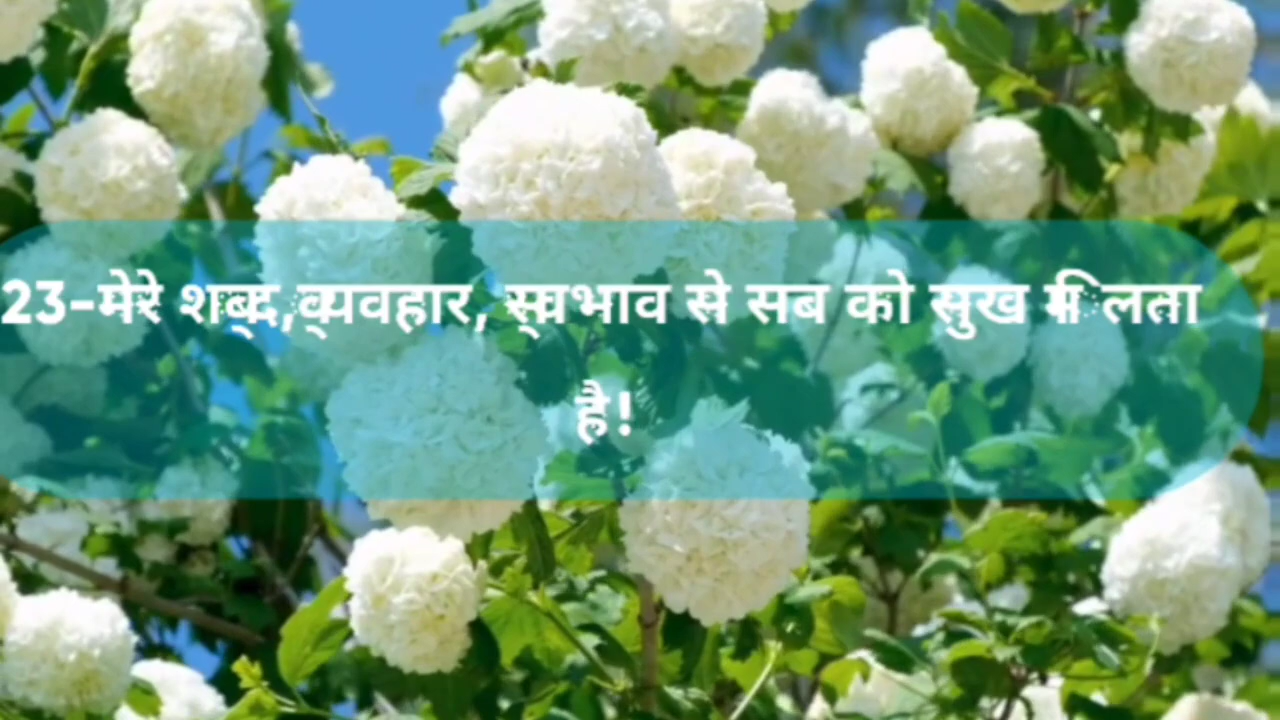 23-मेरे शब्द,व्यवहार, स्वभाव से सब को सुख मिलता
है!